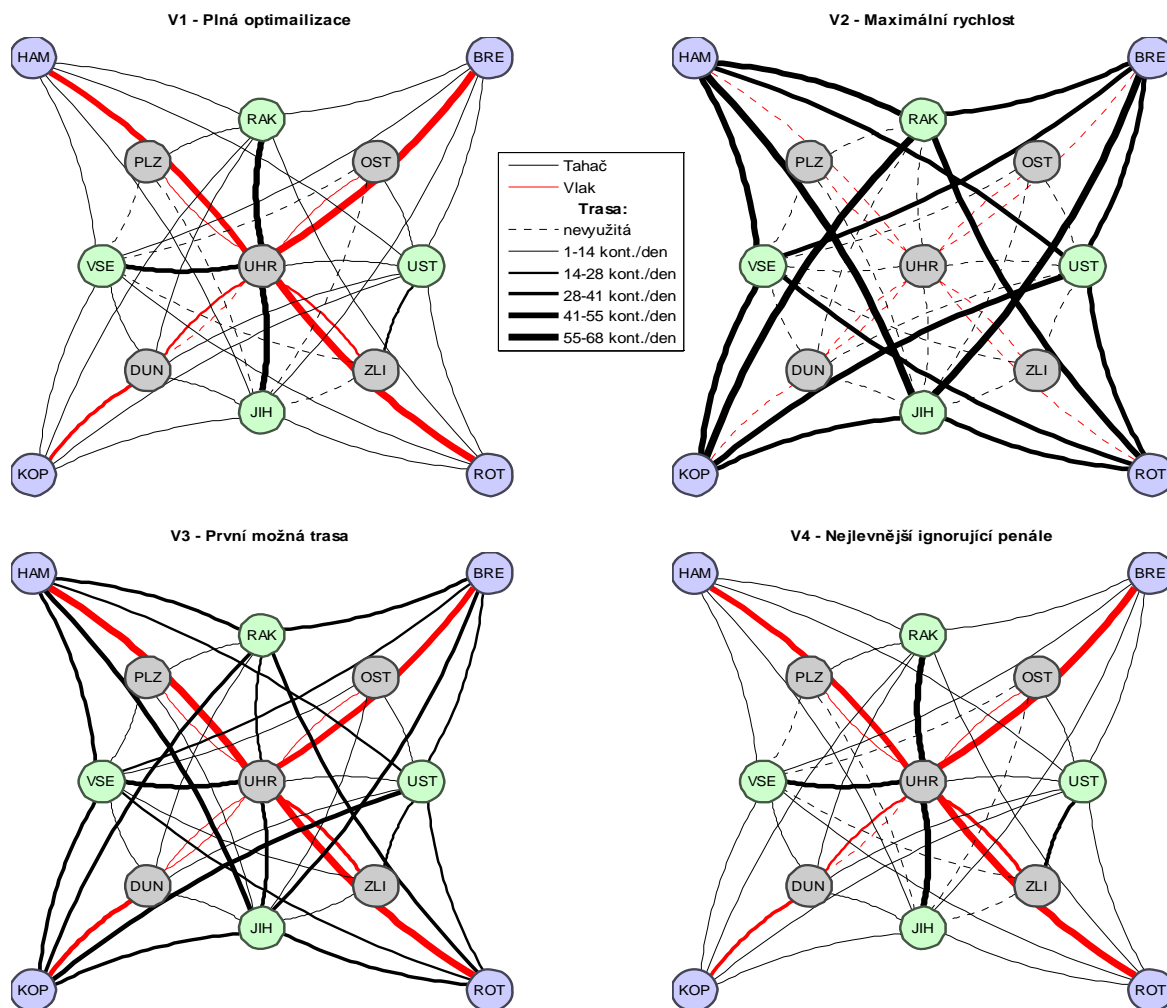 V1 - Plná optimailizace
HAM
BRE
RAK
PLZ
OST
VSE
UHR
UST
DUN
ZLI
JIH
KOP
ROT
V2 - Maximální rychlost
HAM
BRE
RAK
PLZ
OST
VSE
UHR
UST
DUN
ZLI
JIH
KOP
ROT
Tahač
Vlak
Trasa:
nevyužitá
1-14 kont./den
14-28 kont./den
28-41 kont./den
41-55 kont./den
55-68 kont./den
V3 - První možná trasa
HAM
BRE
RAK
PLZ
OST
VSE
UHR
UST
DUN
ZLI
JIH
KOP
ROT
V4 - Nejlevnější ignorující penále
HAM
BRE
RAK
PLZ
OST
VSE
UHR
UST
DUN
ZLI
JIH
KOP
ROT